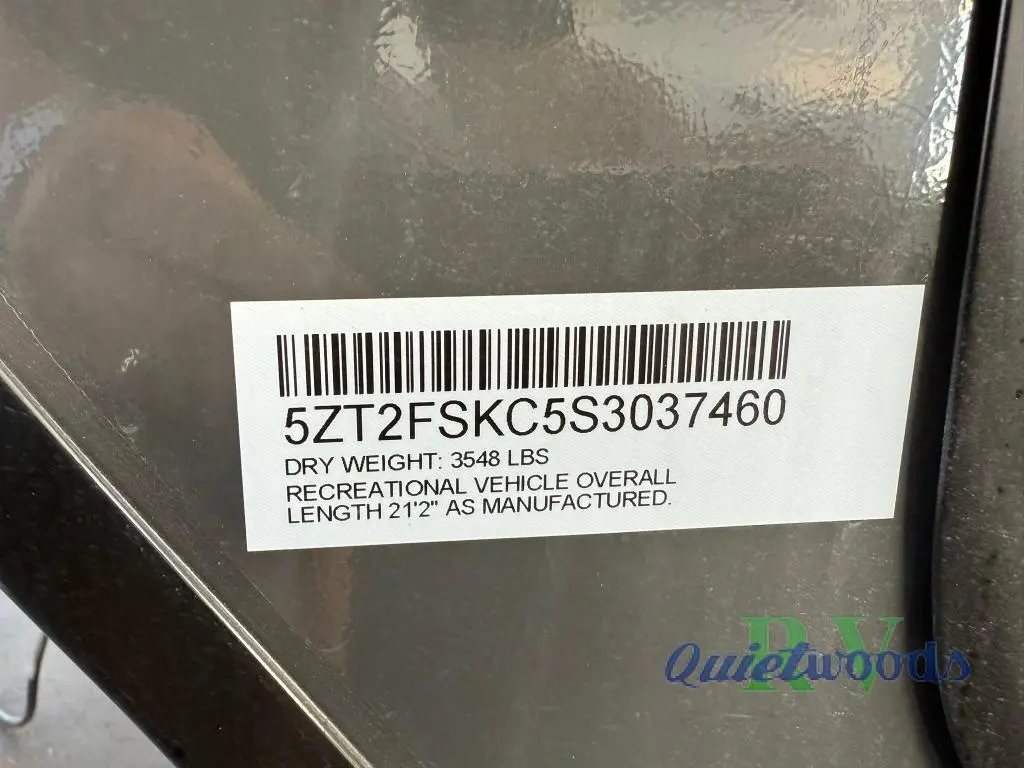 5ZT2FSKC5S3037460
DRY WEIGHT: 3548 LBS
RECREATIONAL VEHICLE OVERALL
LENGTH 21'2" AS MANUFACTURED.
RV
Quietwoods